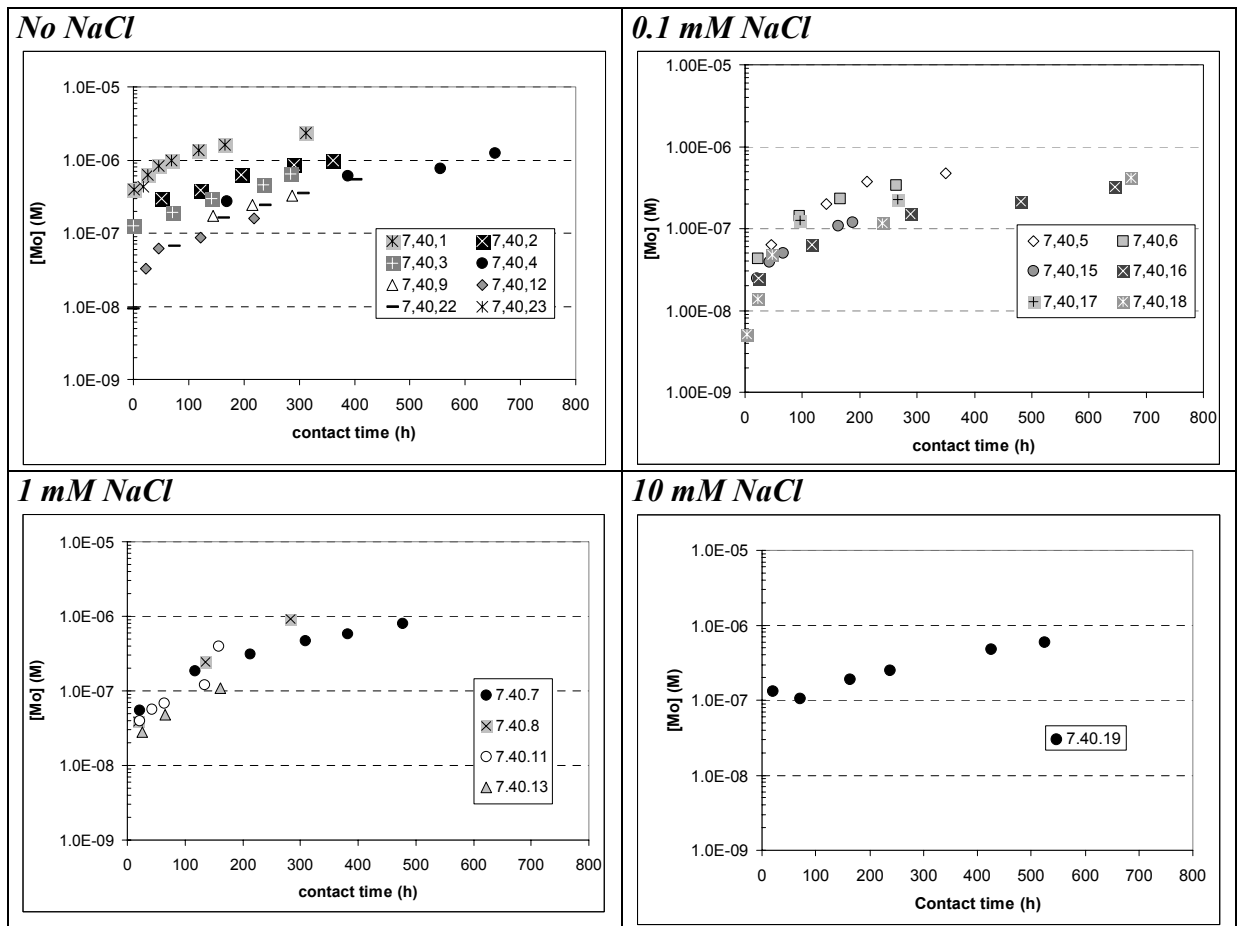 No NaCl
1.0E-05
1.0E-06
1.0E-07
1.0E-08
1.0E-09
[Mo] (M)
0 100 200 300 400 500 600 700 800
contact time (h)
7,40,1 7,40,2
7,40,3 7,40,4
7,40,9 7,40,12
7,40,22 7,40,23
0.1 mM NaCl
1.00E-05
1.00E-06
1.00E-07
1.00E-08
1.00E-09
[Mo] (M)
0 100 200 300 400 500 600 700 800
contact time (h)
7,40,5 7,40,6
7,40,15 7,40,16
7,40,17 7,40,18
1 mM NaCl
1.0E-05
1.0E-06
1.0E-07
1.0E-08
1.0E-09
[Mo] (M)
0 100 200 300 400 500 600 700 800
contact time (h)
7.40.7
7.40.8
7.40.11
7.40.13
10 mM NaCl
1.0E-05
1.0E-06
1.0E-07
1.0E-08
1.0E-09
[Mo] (M)
0 100 200 300 400 500 600 700 800
Contact time (h)
7.40.19